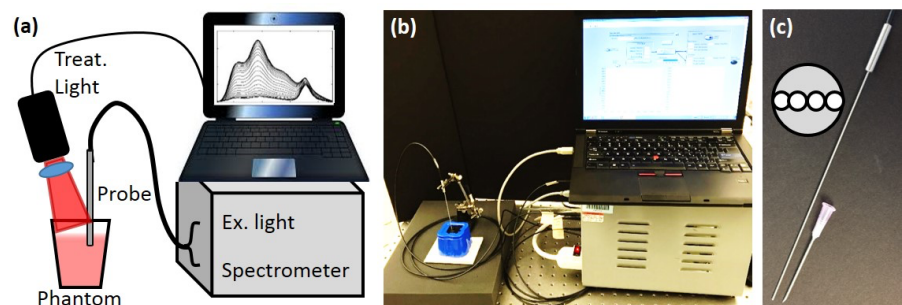 (a)
Treat.
Light
Probe
Ex. light
Spectrometer
Phantom
(b)
(c)